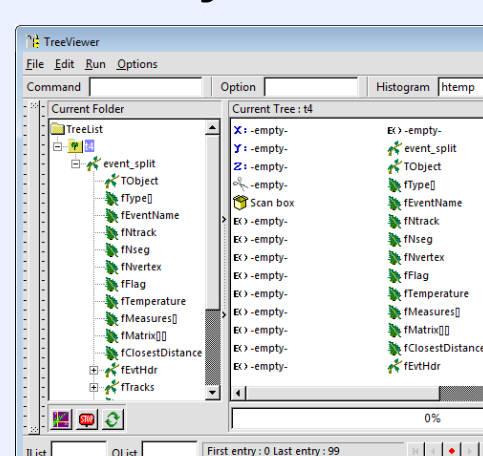 TreeViewer
File Edit Run Options
Command Option Histogram htemp
Current Folder
TreeList
t4
event_split
TObject
fType[]
fEventName
fNtrack
fNseg
fNvertex
fFlag
fTemperature
fMeasures[]
fMatrix[][]
fClosestDistance
fEvtHdr
fTracks
Current Tree : t4
X: -empty- E() -empty-
Y: -empty- event_split
Z: -empty- TObject
-empty- fType[]
Scan box fEventName
E() -empty- fNtrack
E() -empty- fNseg
E() -empty- fNvertex
E() -empty- fFlag
E() -empty- fTemperature
E() -empty- fMeasures[]
E() -empty- fMatrix[][]
E() -empty- fClosestDistance
E() -empty- fEvtHdr
STOP
0%
IList OList First entry : 0 Last entry : 99